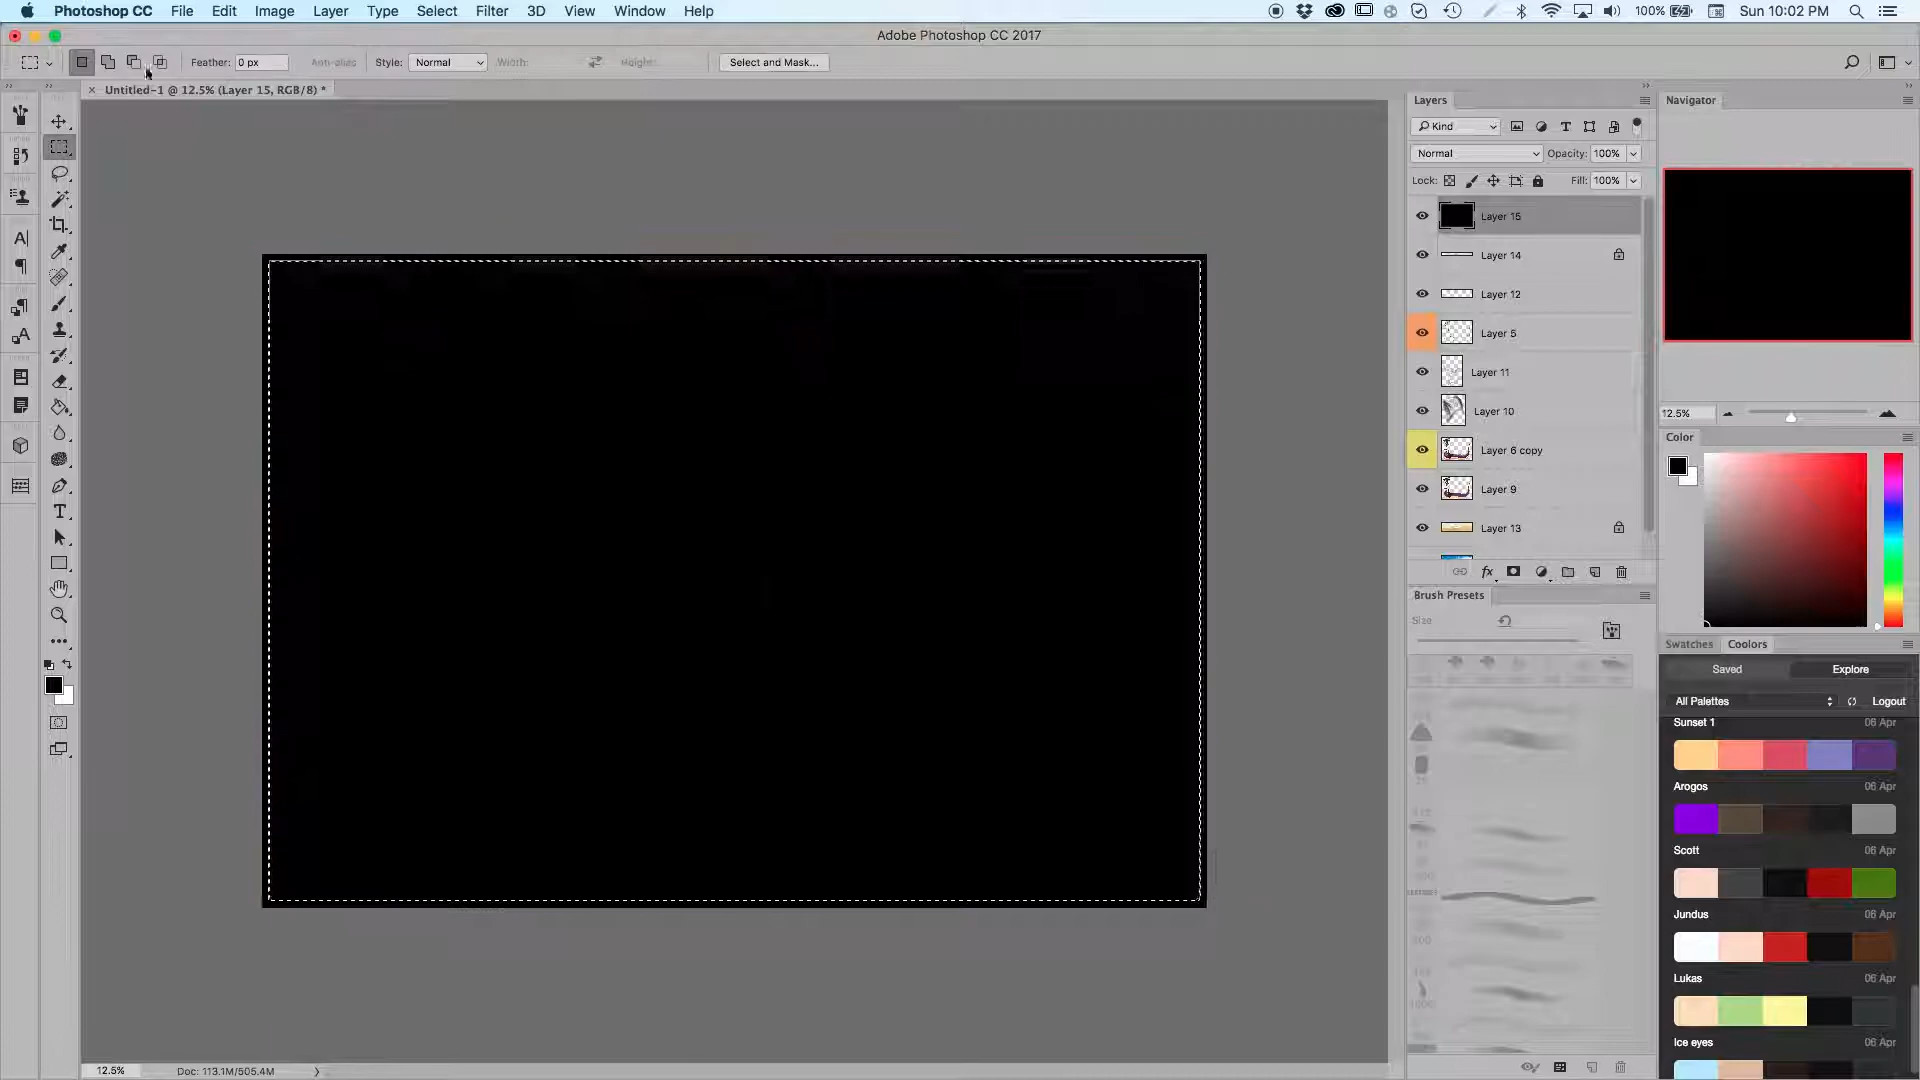 Photoshop CC File Edit Image Layer Type Select Filter 3D View Window Help 100% Sun 10:02 PM
Adobe Photoshop CC 2017
Feather: 0 px Anti-alias Style: Normal Width: Height: Select and Mask...
Untitled-1 @ 12.5% (Layer 15, RGB/8) *
Layers
Kind
Normal Opacity: 100%
Lock: Fill: 100%
Layer 15
Layer 14
Layer 12
Layer 5
Layer 11
Layer 10
Layer 6 copy
Layer 9
Layer 13
fx
Brush Presets
Size
Navigator
12.5%
Color
Swatches Coolors
Saved Explore
All Palettes Logout
Sunset 1 06 Apr
Arogos 06 Apr
Scott 06 Apr
Jundus 06 Apr
Lukas 06 Apr
Ice eyes 06 Apr
12.5% Doc: 113.1M/505.4M